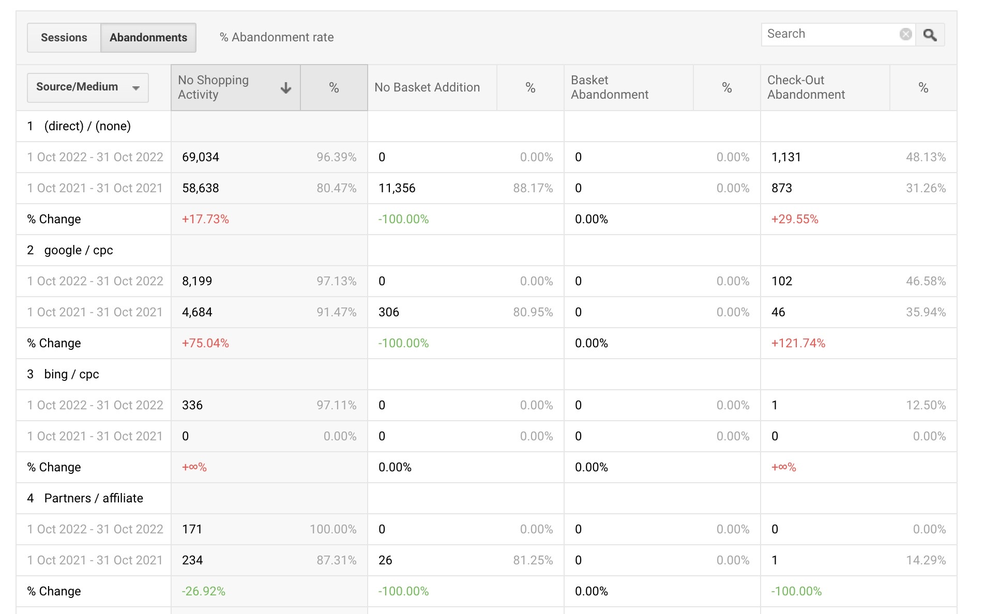 Sessions Abandonments % Abandonment rate Search
Source/Medium No Shopping Activity % No Basket Addition % Basket Abandonment % Check-Out Abandonment %
1 (direct) / (none)
1 Oct 2022 - 31 Oct 2022 69,034 96.39% 0 0.00% 0 0.00% 1,131 48.13%
1 Oct 2021 - 31 Oct 2021 58,638 80.47% 11,356 88.17% 0 0.00% 873 31.26%
% Change +17.73% -100.00% 0.00% +29.55%
2 google / cpc
1 Oct 2022 - 31 Oct 2022 8,199 97.13% 0 0.00% 0 0.00% 102 46.58%
1 Oct 2021 - 31 Oct 2021 4,684 91.47% 306 80.95% 0 0.00% 46 35.94%
% Change +75.04% -100.00% 0.00% +121.74%
3 bing / cpc
1 Oct 2022 - 31 Oct 2022 336 97.11% 0 0.00% 0 0.00% 1 12.50%
1 Oct 2021 - 31 Oct 2021 0 0.00% 0 0.00% 0 0.00% 0 0.00%
% Change +∞% 0.00% 0.00% +∞%
4 Partners / affiliate
1 Oct 2022 - 31 Oct 2022 171 100.00% 0 0.00% 0 0.00% 0 0.00%
1 Oct 2021 - 31 Oct 2021 234 87.31% 26 81.25% 0 0.00% 1 14.29%
% Change -26.92% -100.00% 0.00% -100.00%